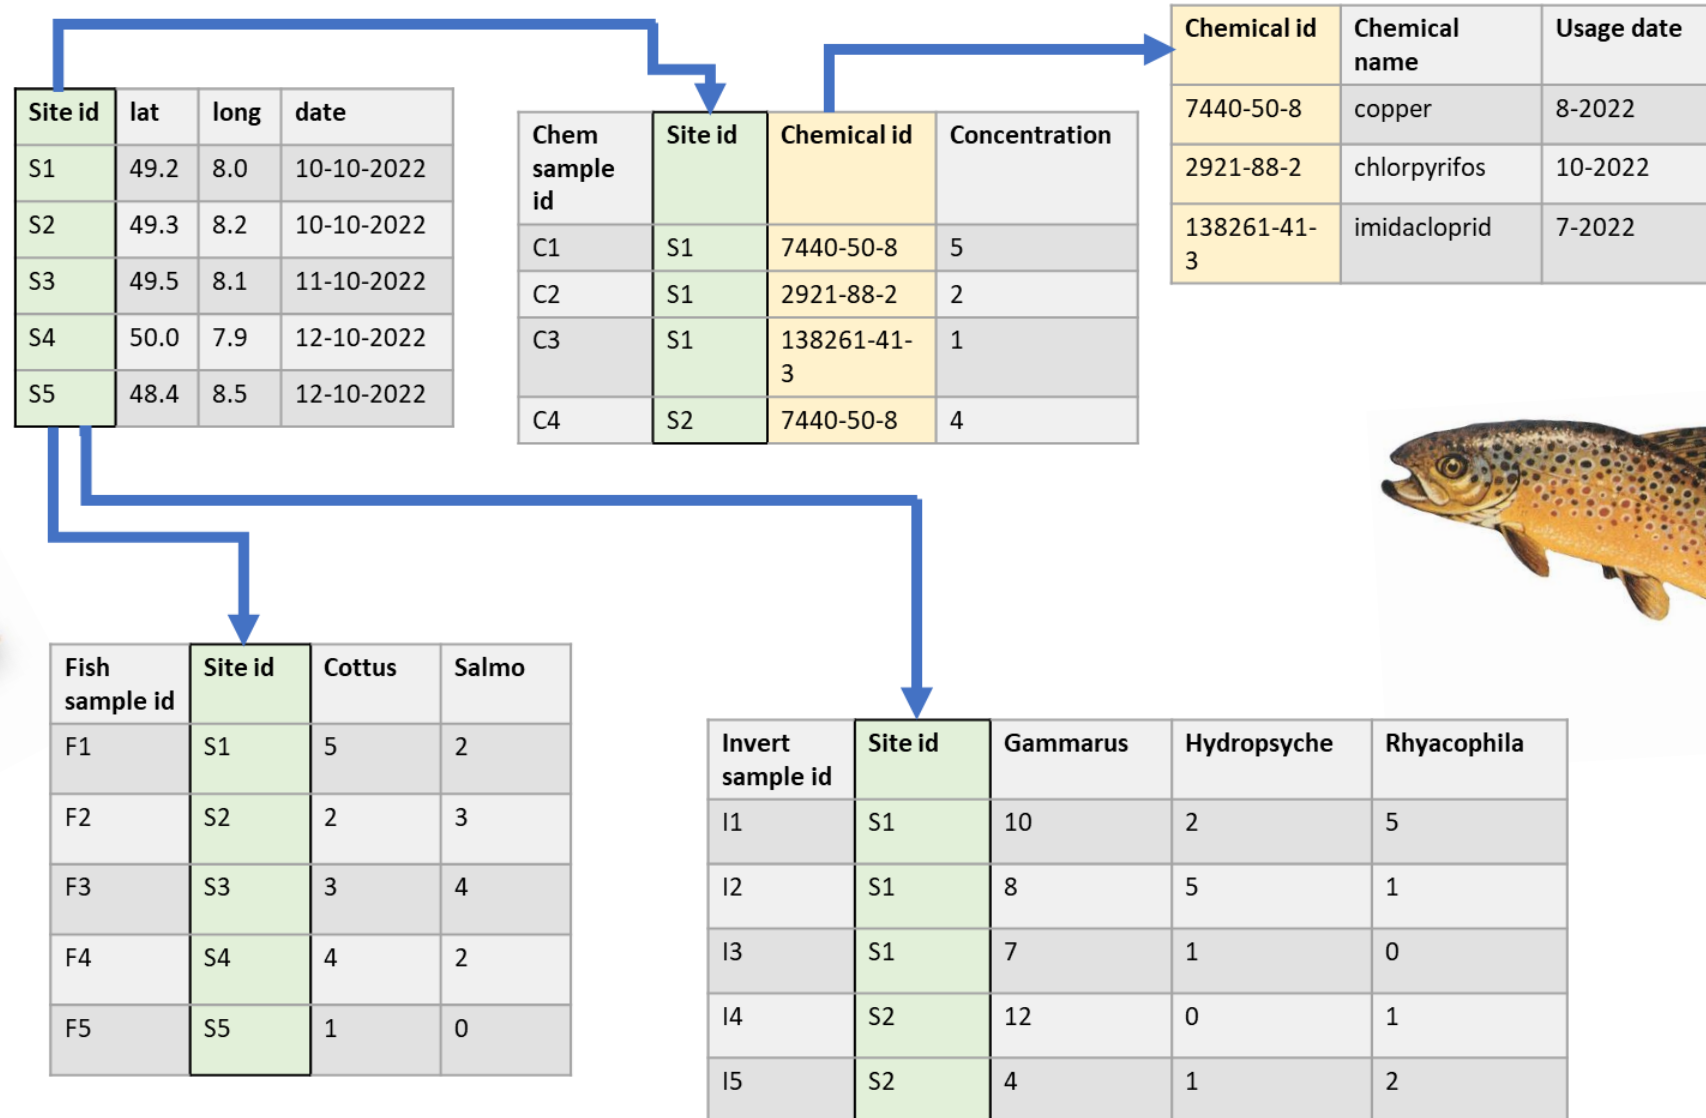 Site id lat long date
S1 49.2 8.0 10-10-2022
S2 49.3 8.2 10-10-2022
S3 49.5 8.1 11-10-2022
S4 50.0 7.9 12-10-2022
S5 48.4 8.5 12-10-2022
Chem Site id Chemical id Concentration
sample
id
C1 S1 7440-50-8 5
C2 S1 2921-88-2 2
C3 S1 138261-41- 1
3
C4 S2 7440-50-8 4
Chemical id Chemical Usage date
name
7440-50-8 copper 8-2022
2921-88-2 chlorpyrifos 10-2022
138261-41- imidacloprid 7-2022
3
Fish Site id Cottus Salmo
sample id
F1 S1 5 2
F2 S2 2 3
F3 S3 3 4
F4 S4 4 2
F5 S5 1 0
Invert Site id Gammarus Hydropsyche Rhyacophila
sample id
I1 S1 10 2 5
I2 S1 8 5 1
I3 S1 7 1 0
I4 S2 12 0 1
I5 S2 4 1 2